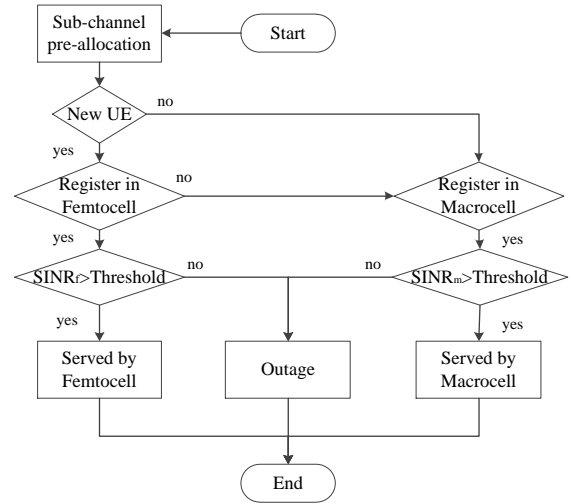 Sub-channel
pre-allocation
Start
New UE
no
yes
Register in
Femtocell
no
Register in
Macrocell
yes
yes
SINRf>Threshold
no
no
SINRm>Threshold
yes
yes
Served by
Femtocell
Outage
Served by
Macrocell
End